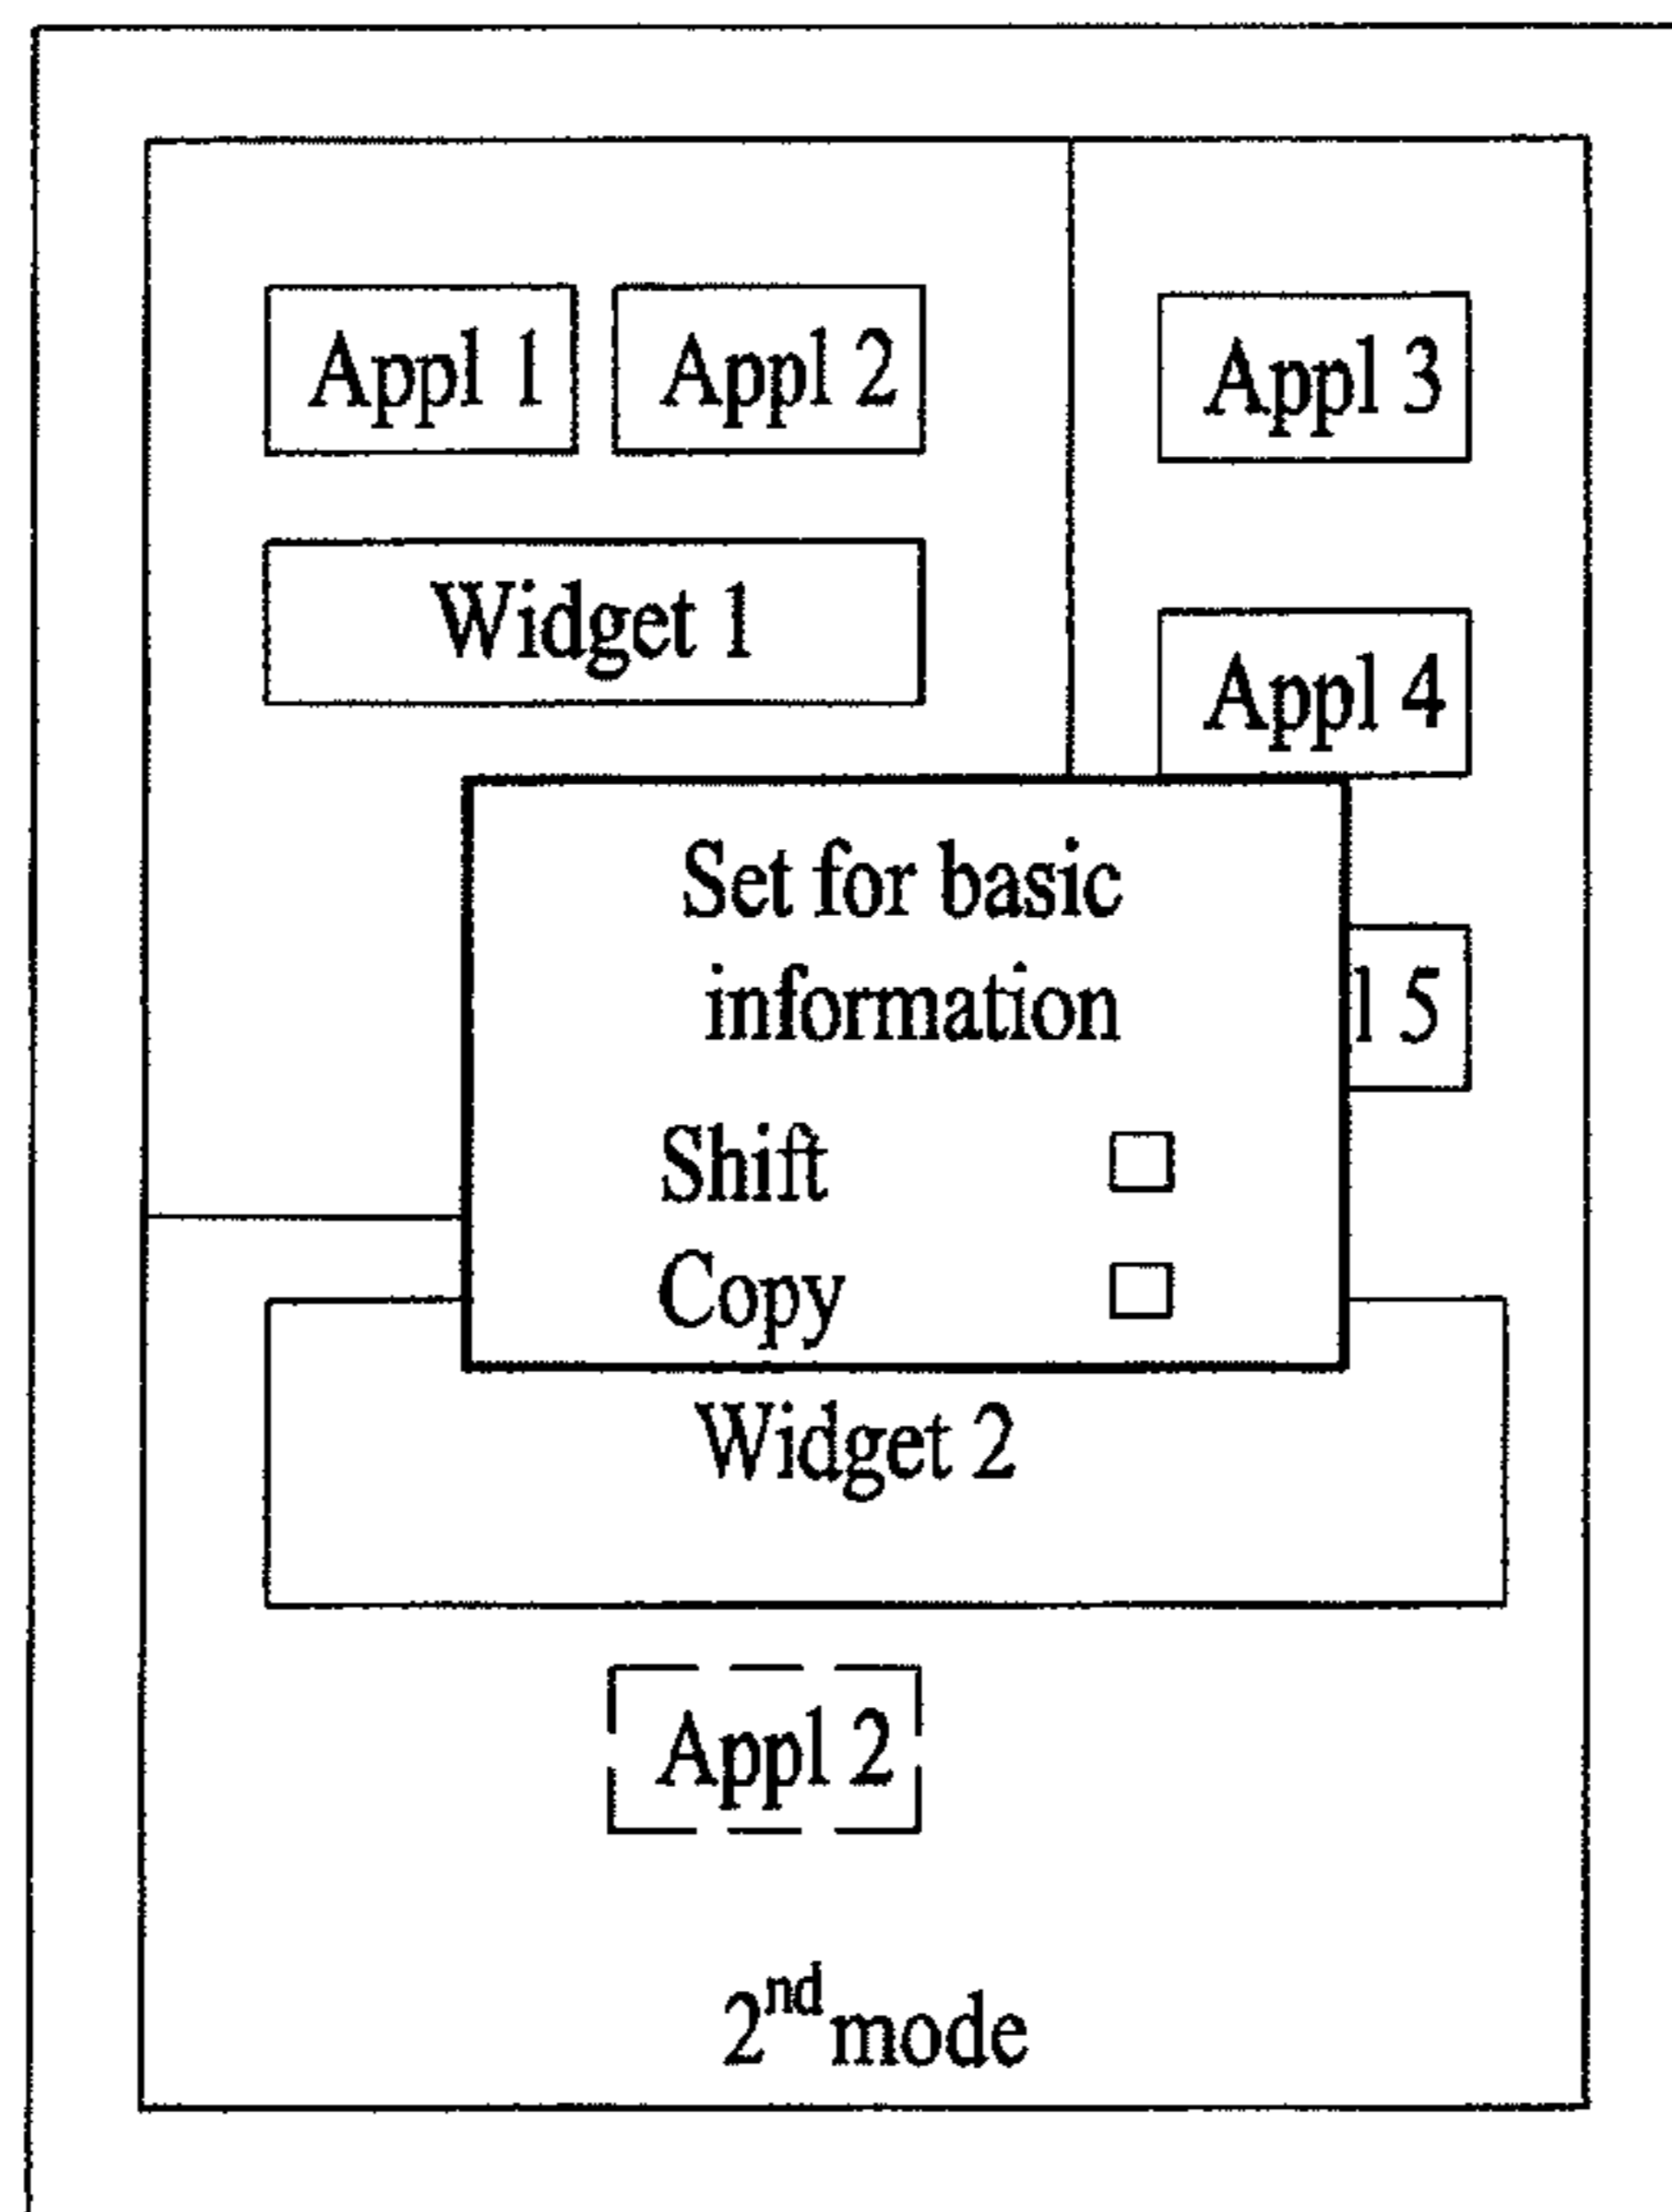 Appl 1 Appl 2 Appl 3
Widget 1
Appl 4
Set for basic
information
l 5
Shift
Copy
Widget 2
Appl 2
2nd mode